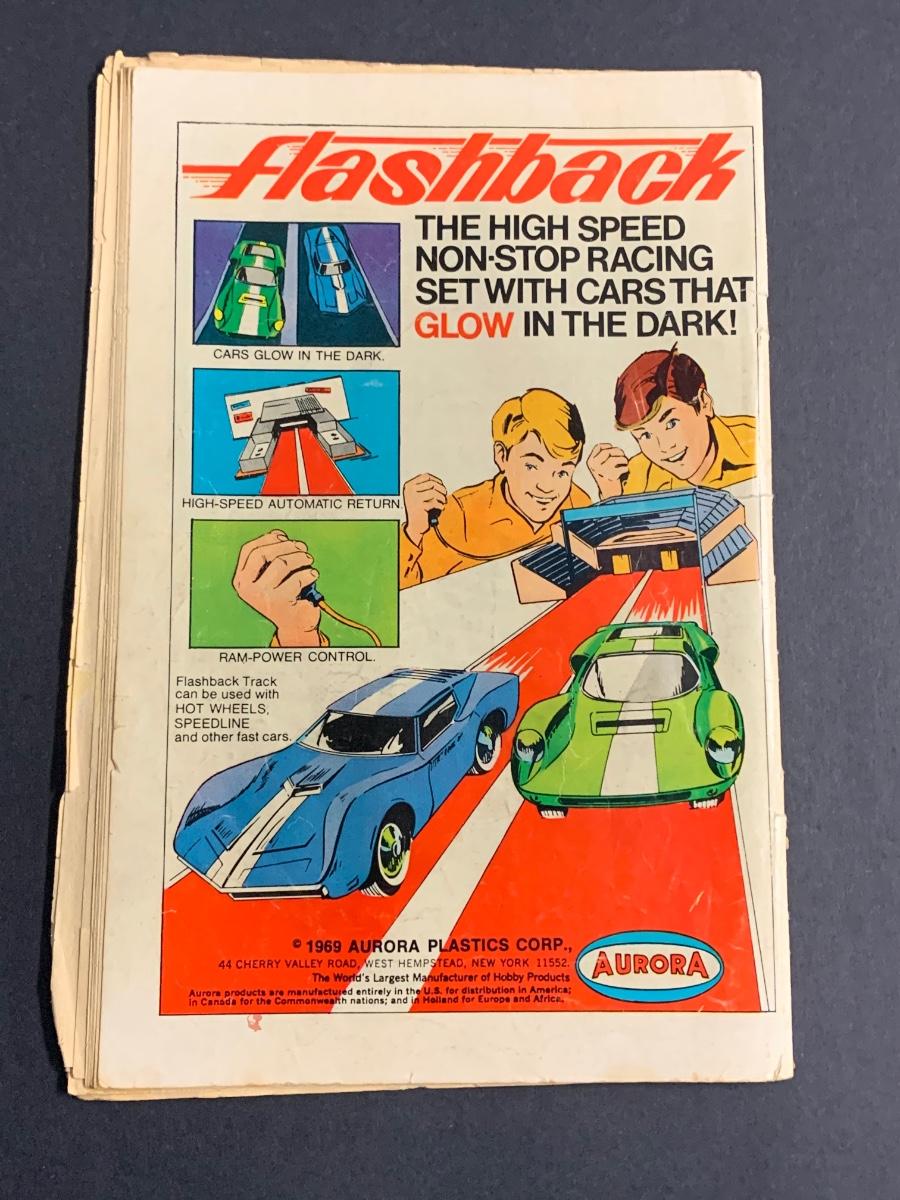 flashback
THE HIGH SPEED
NON-STOP RACING
SET WITH CARS THAT
GLOW IN THE DARK!
CARS GLOW IN THE DARK.
HIGH-SPEED AUTOMATIC RETURN.
RAM-POWER CONTROL.
Flashback Track
can be used with
HOT WHEELS,
SPEEDLINE
and other fast cars.
© 1969 AURORA PLASTICS CORP.,
44 CHERRY VALLEY ROAD, WEST HEMPSTEAD, NEW YORK 11552.
The World's Largest Manufacturer of Hobby Products
Aurora products are manufactured entirely in the U.S. for distribution in America;
in Canada for the Commonwealth nations; and in Holland for Europe and Africa.
AURORA